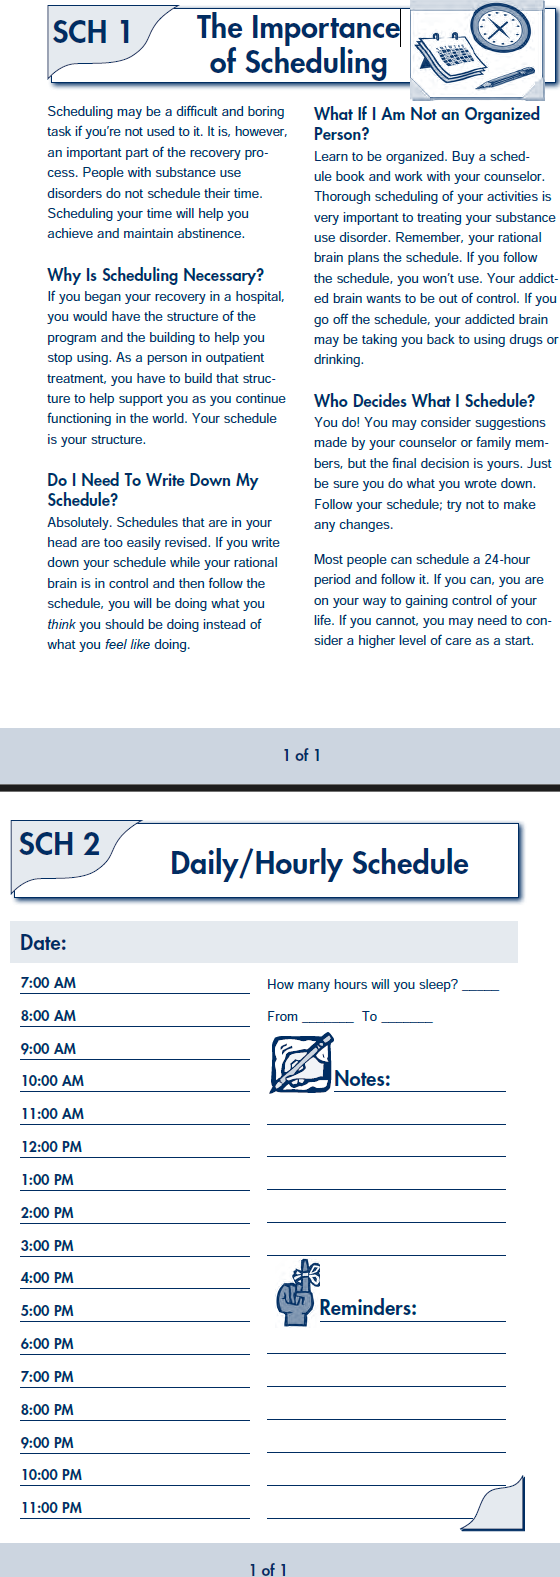 SCH 1
The Importance
of Scheduling
Scheduling may be a difficult and boring
task if you're not used to it. It is, however,
an important part of the recovery pro-
cess. People with substance use
disorders do not schedule their time.
Scheduling your time will help you
achieve and maintain abstinence.
Why Is Scheduling Necessary?
If you began your recovery in a hospital,
you would have the structure of the
program and the building to help you
stop using. As a person in outpatient
treatment, you have to build that struc-
ture to help support you as you continue
functioning in the world. Your schedule
is your structure.
Do I Need To Write Down My
Schedule?
Absolutely. Schedules that are in your
head are too easily revised. If you write
down your schedule while your rational
brain is in control and then follow the
schedule, you will be doing what you
think you should be doing instead of
what you feel like doing.
What If I Am Not an Organized
Person?
Learn to be organized. Buy a sched-
ule book and work with your counselor.
Thorough scheduling of your activities is
very important to treating your substance
use disorder. Remember, your rational
brain plans the schedule. If you follow
the schedule, you won't use. Your addict-
ed brain wants to be out of control. If you
go off the schedule, your addicted brain
may be taking you back to using drugs or
drinking.
Who Decides What I Schedule?
You do! You may consider suggestions
made by your counselor or family mem-
bers, but the final decision is yours. Just
be sure you do what you wrote down.
Follow your schedule; try not to make
any changes.
Most people can schedule a 24-hour
period and follow it. If you can, you are
on your way to gaining control of your
life. If you cannot, you may need to con-
sider a higher level of care as a start.
1 of 1
SCH 2
Daily/Hourly Schedule
Date:
7:00 AM
8:00 AM
9:00 AM
10:00 AM
11:00 AM
12:00 PM
1:00 PM
2:00 PM
3:00 PM
4:00 PM
5:00 PM
6:00 PM
7:00 PM
8:00 PM
9:00 PM
10:00 PM
11:00 PM
How many hours will you sleep? _____
From _______ To _______
Notes:
Reminders:
1 of 1